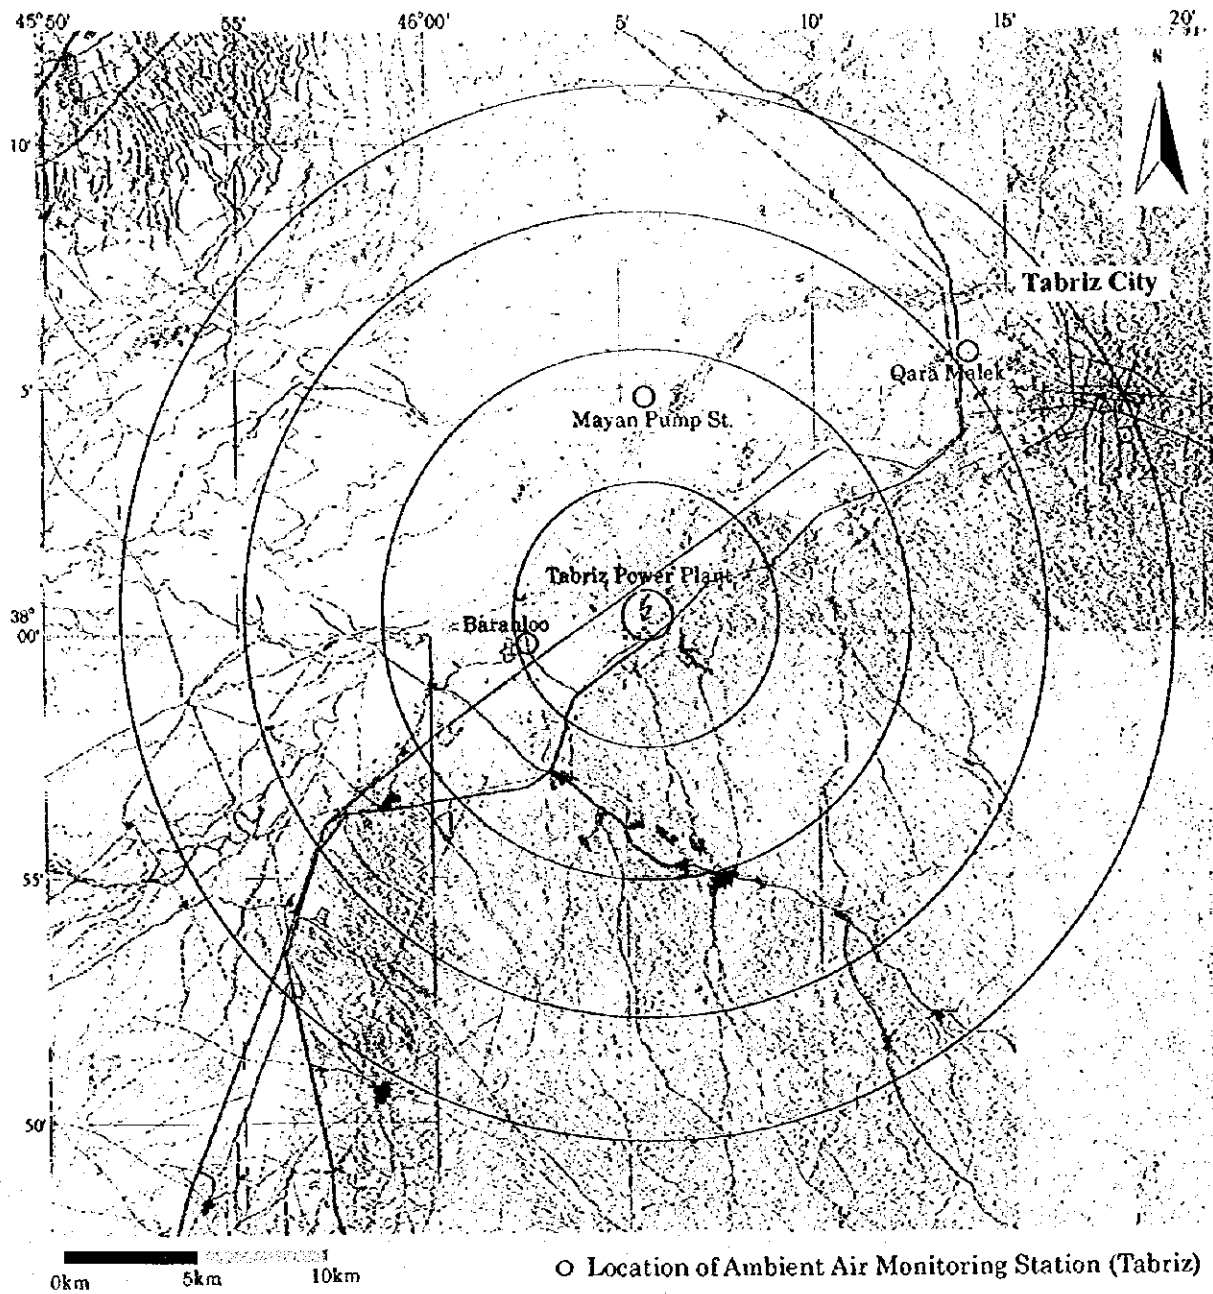 45°50' 55' 46°00' 5' 10' 15' 20'
N
10'
Tabriz City
Qara Malek
5'
Mayan Pump St.
Tabriz Power Plant
38°
00'
Baranloo
55'
50'
0km 5km 10km
O Location of Ambient Air Monitoring Station (Tabriz)